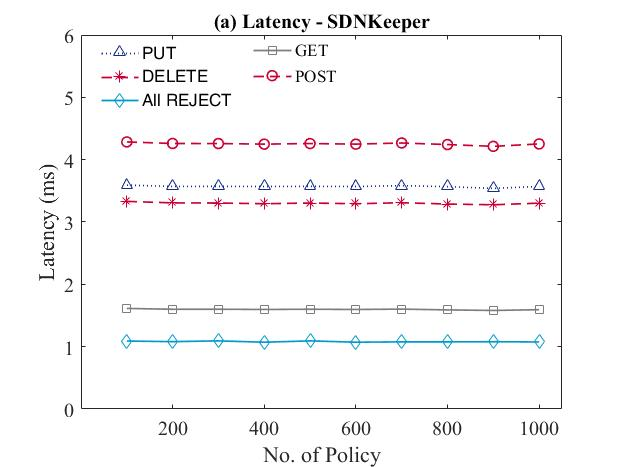 (a) Latency - SDNKeeper
PUT
GET
DELETE
POST
All REJECT
6
5
4
3
2
1
0
Latency (ms)
200
400
600
800
1000
No. of Policy